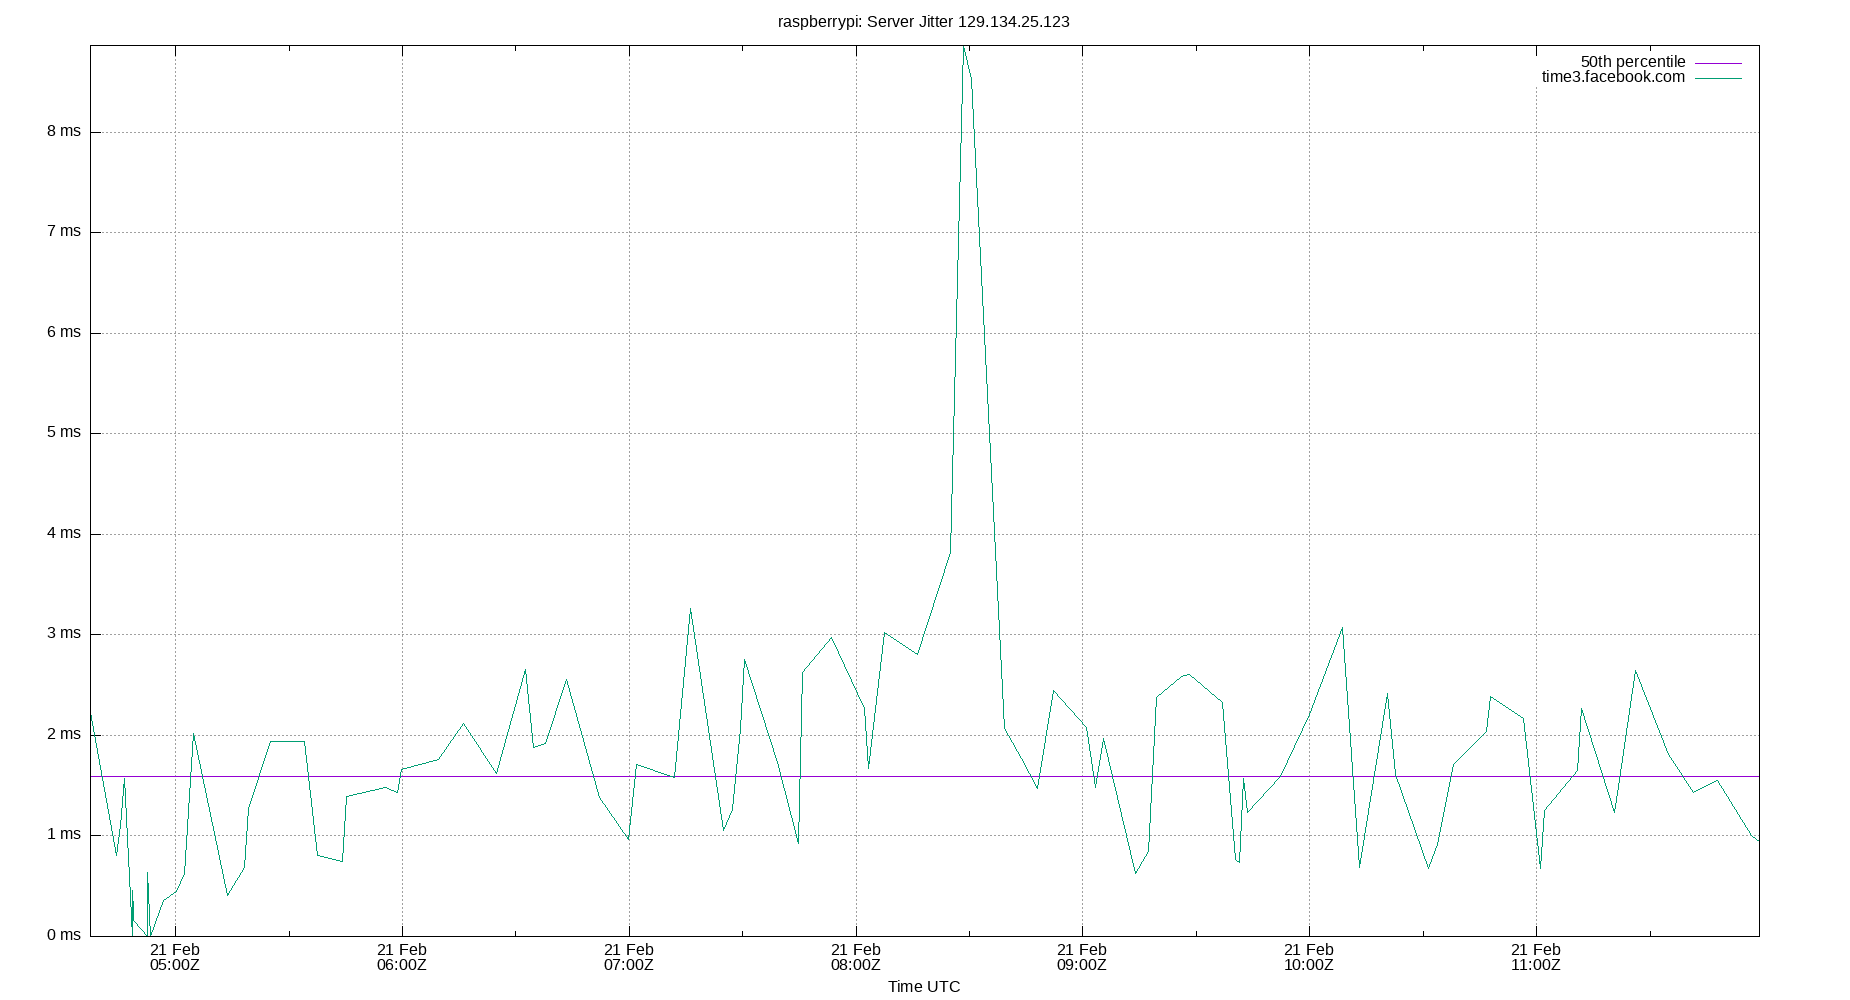 raspberrypi: Server Jitter 129.134.25.123
50th percentile
time3.facebook.com
8 ms
7 ms
6 ms
5 ms
4 ms
3 ms
2 ms
1 ms
0 ms
21 Feb 21 Feb 21 Feb 21 Feb 21 Feb 21 Feb 21 Feb
05:00Z 06:00Z 07:00Z 08:00Z 09:00Z 10:00Z 11:00Z
Time UTC